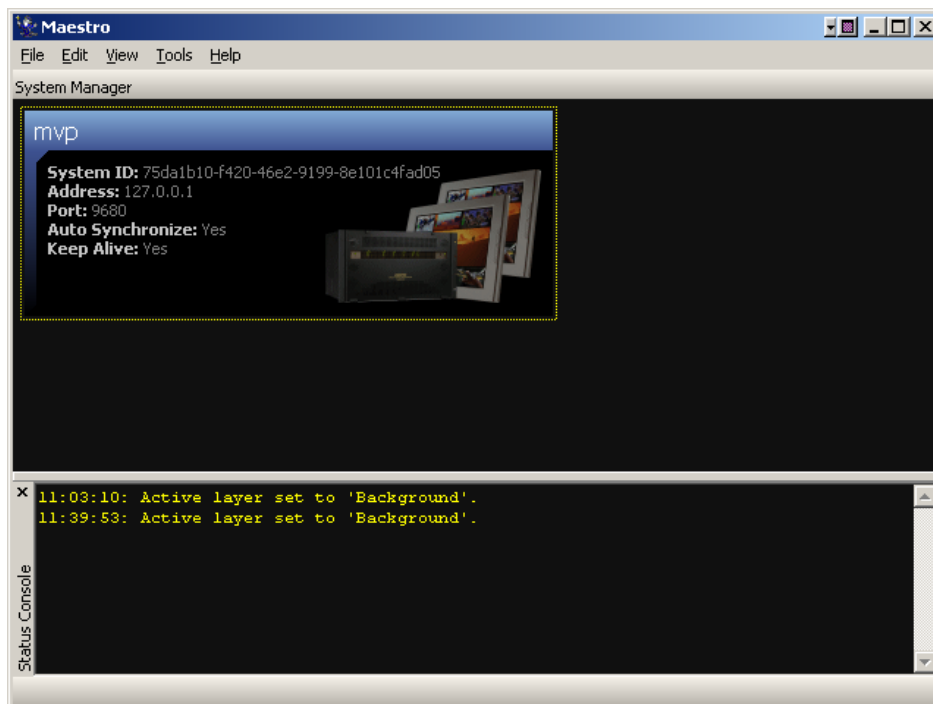 Maestro
File Edit View Tools Help
System Manager
mvp
System ID: 75da1b10-f420-46e2-9199-8e101c4fad05
Address: 127.0.0.1
Port: 9680
Auto Synchronize: Yes
Keep Alive: Yes
11:03:10: Active layer set to 'Background'.
11:39:53: Active layer set to 'Background'.
Status Console